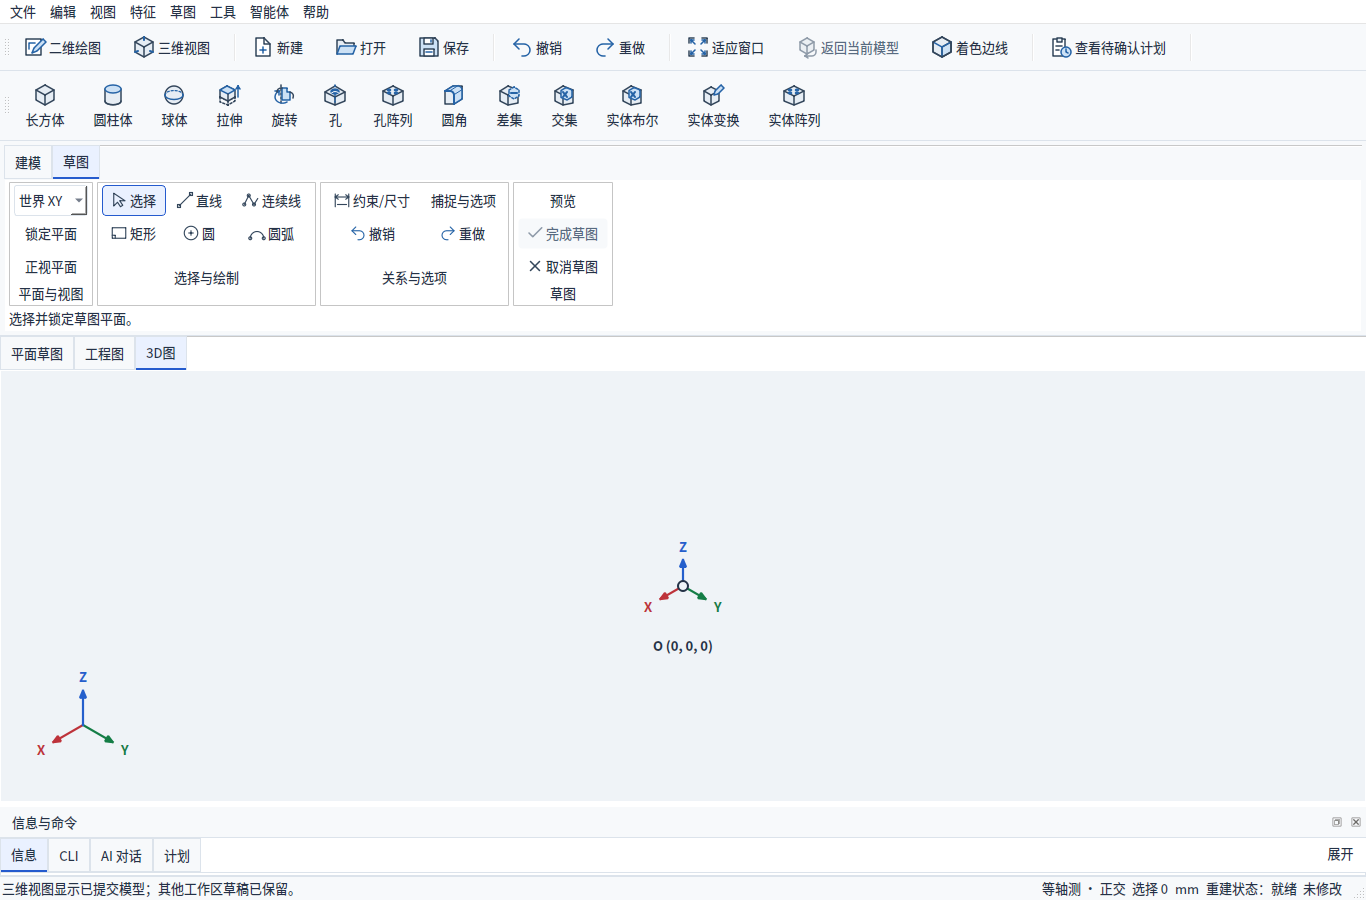 文件 编辑 视图 特征 草图 工具 智能体 帮助
二维绘图 三维视图 新建 打开 保存 撤销 重做 适应窗口 返回当前模型 着色边线 查看待确认计划
长方体 圆柱体 球体 拉伸 旋转 孔 孔阵列 圆角 差集 交集 实体布尔 实体变换 实体阵列
建模 草图
世界 XY 选择 直线 连续线 约束/尺寸 捕捉与选项 预览
锁定平面 矩形 圆 圆弧 撤销 重做 完成草图
正视平面 选择与绘制 关系与选项 取消草图
平面与视图 草图
选择并锁定草图平面。
平面草图 工程图 3D图
Z
X Y
O (0, 0, 0)
Z
X Y
信息与命令
信息 CLI AI 对话 计划 展开
三维视图显示已提交模型；其他工作区草稿已保留。 等轴测 · 正交 选择 0 mm 重建状态：就绪 未修改